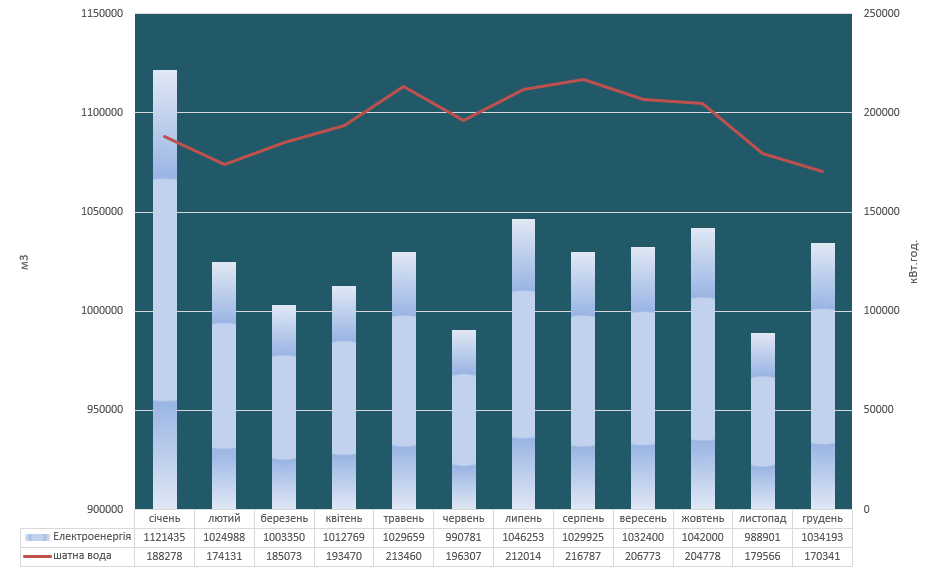 1150000
1100000
1050000
1000000
950000
900000
м3
250000
200000
150000
100000
50000
0
кВт.год.
січень лютий березень квітень травень червень липень серпень вересень жовтень листопад грудень
Електроенергія 1121435 1024988 1003350 1012769 1029659 990781 1046253 1029925 1032400 1042000 988901 1034193
шатна вода 188278 174131 185073 193470 213460 196307 212014 216787 206773 204778 179566 170341